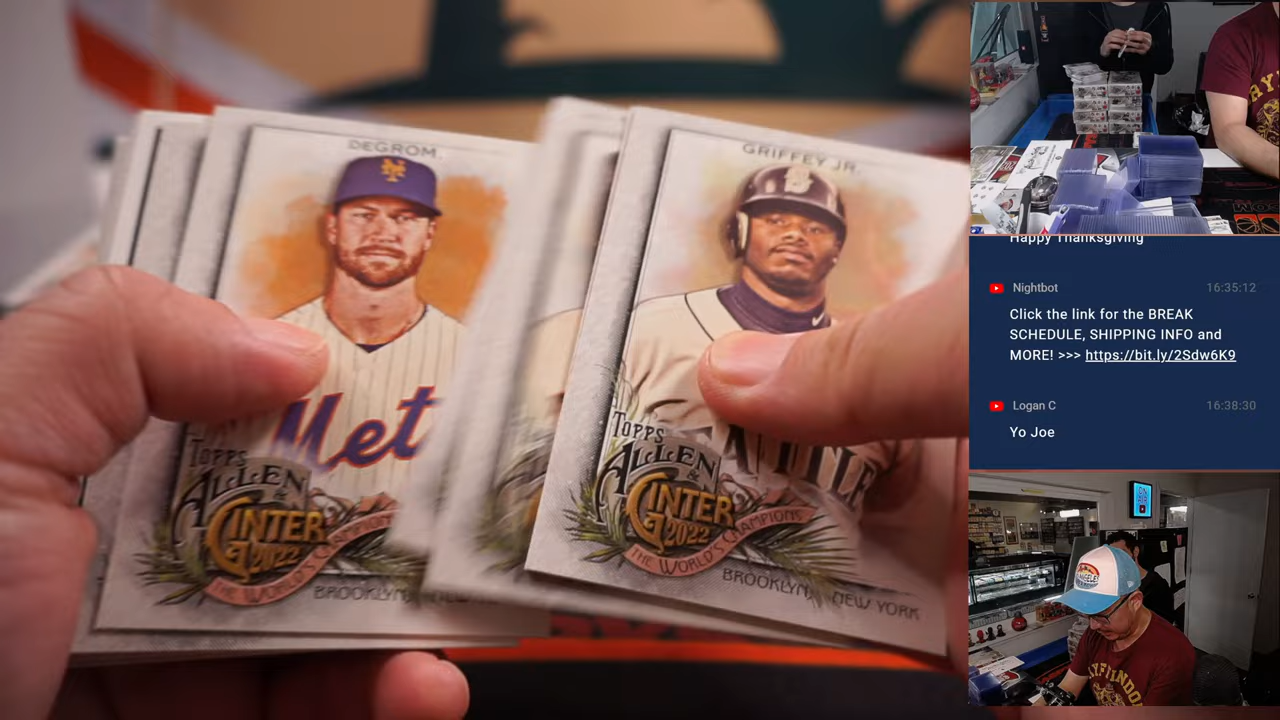 DEGROM
Met
TOPPS
ALLEN &
GINTER
2022
THE WORLD'S CHAMPIONS
BROOKLYN,
GRIFFEY JR.
S
TOPPS
ALLEN &
GINTER
2022
THE WORLD'S CHAMPIONS
BROOKLYN, NEW YORK
Happy Thanksgiving
Nightbot 16:35:12
Click the link for the BREAK
SCHEDULE, SHIPPING INFO and
MORE! >>> https://bit.ly/2Sdw6K9
Logan C 16:38:30
Yo Joe